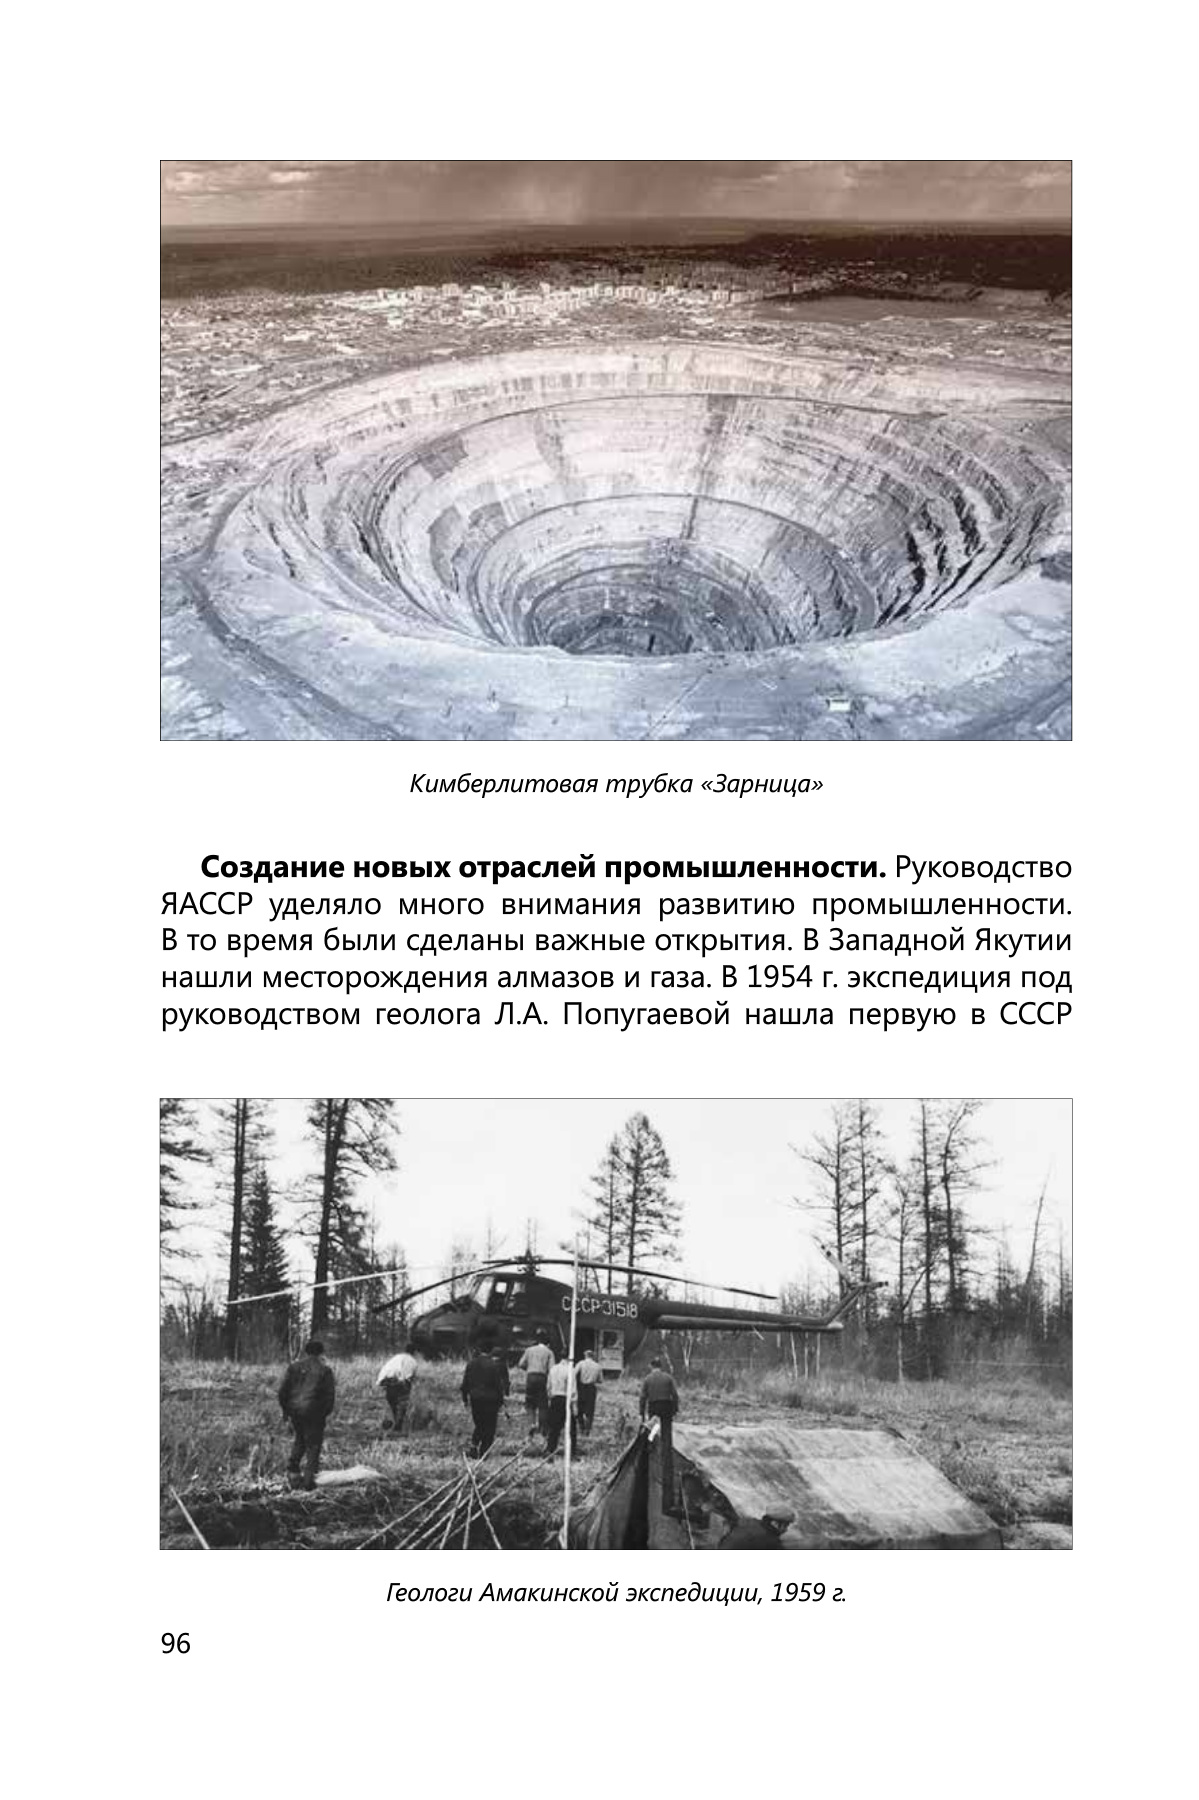 Кимберлитовая трубка «Зарница»
Создание новых отраслей промышленности. Руководство
ЯАССР уделяло много внимания развитию промышленности.
В то время были сделаны важные открытия. В Западной Якутии
нашли месторождения алмазов и газа. В 1954 г. экспедиция под
руководством геолога Л.А. Попугаевой нашла первую в СССР
СССР31518
Геологи Амакинской экспедиции, 1959 г.
96